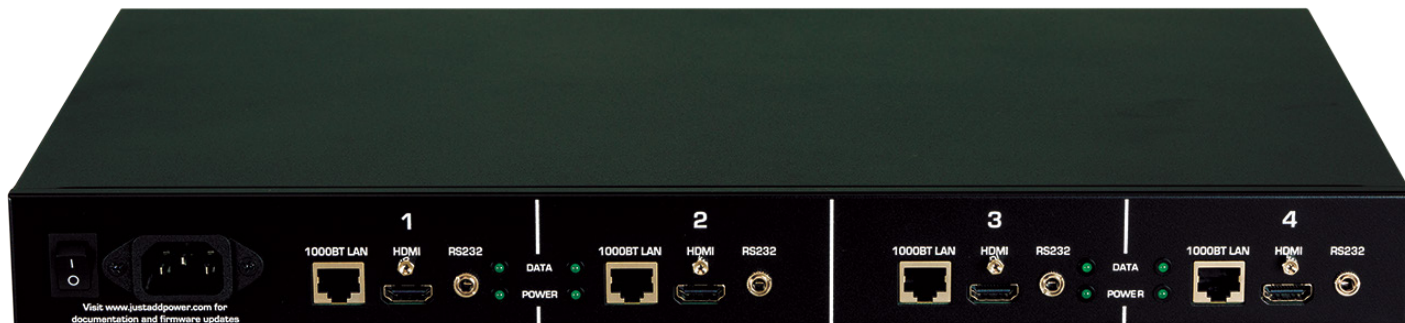 1
2
3
4
1000BT LAN HDMI RS232
1000BT LAN HDMI RS232
1000BT LAN HDMI RS232
1000BT LAN HDMI RS232
I
O
DATA
POWER
DATA
POWER
Visit www.justaddpower.com for
documentation and firmware updates